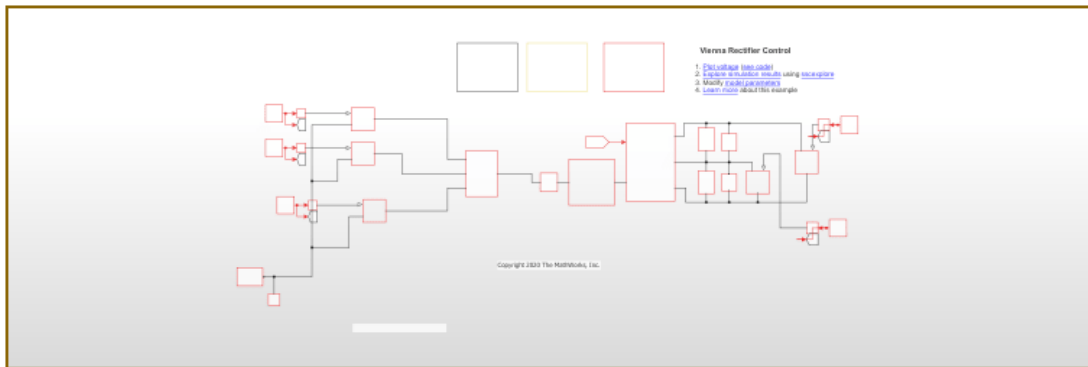 Vienna Rectifier Control
1. Plot voltage (see code)
2. Explore simulation results using sscexplore
3. Modify model parameters
4. Learn more about this example
Copyright 2020 The MathWorks, Inc.